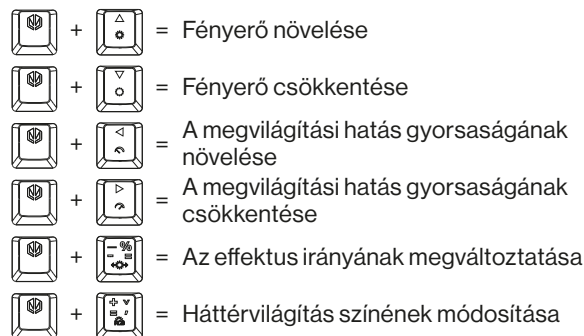 + = Fényerő növelése
+ = Fényerő csökkentése
+ = A megvilágítási hatás gyorsaságának
növelése
+ = A megvilágítási hatás gyorsaságának
csökkentése
+ = Az effektus irányának megváltoztatása
+ = Háttérvilágítás színének módosítása